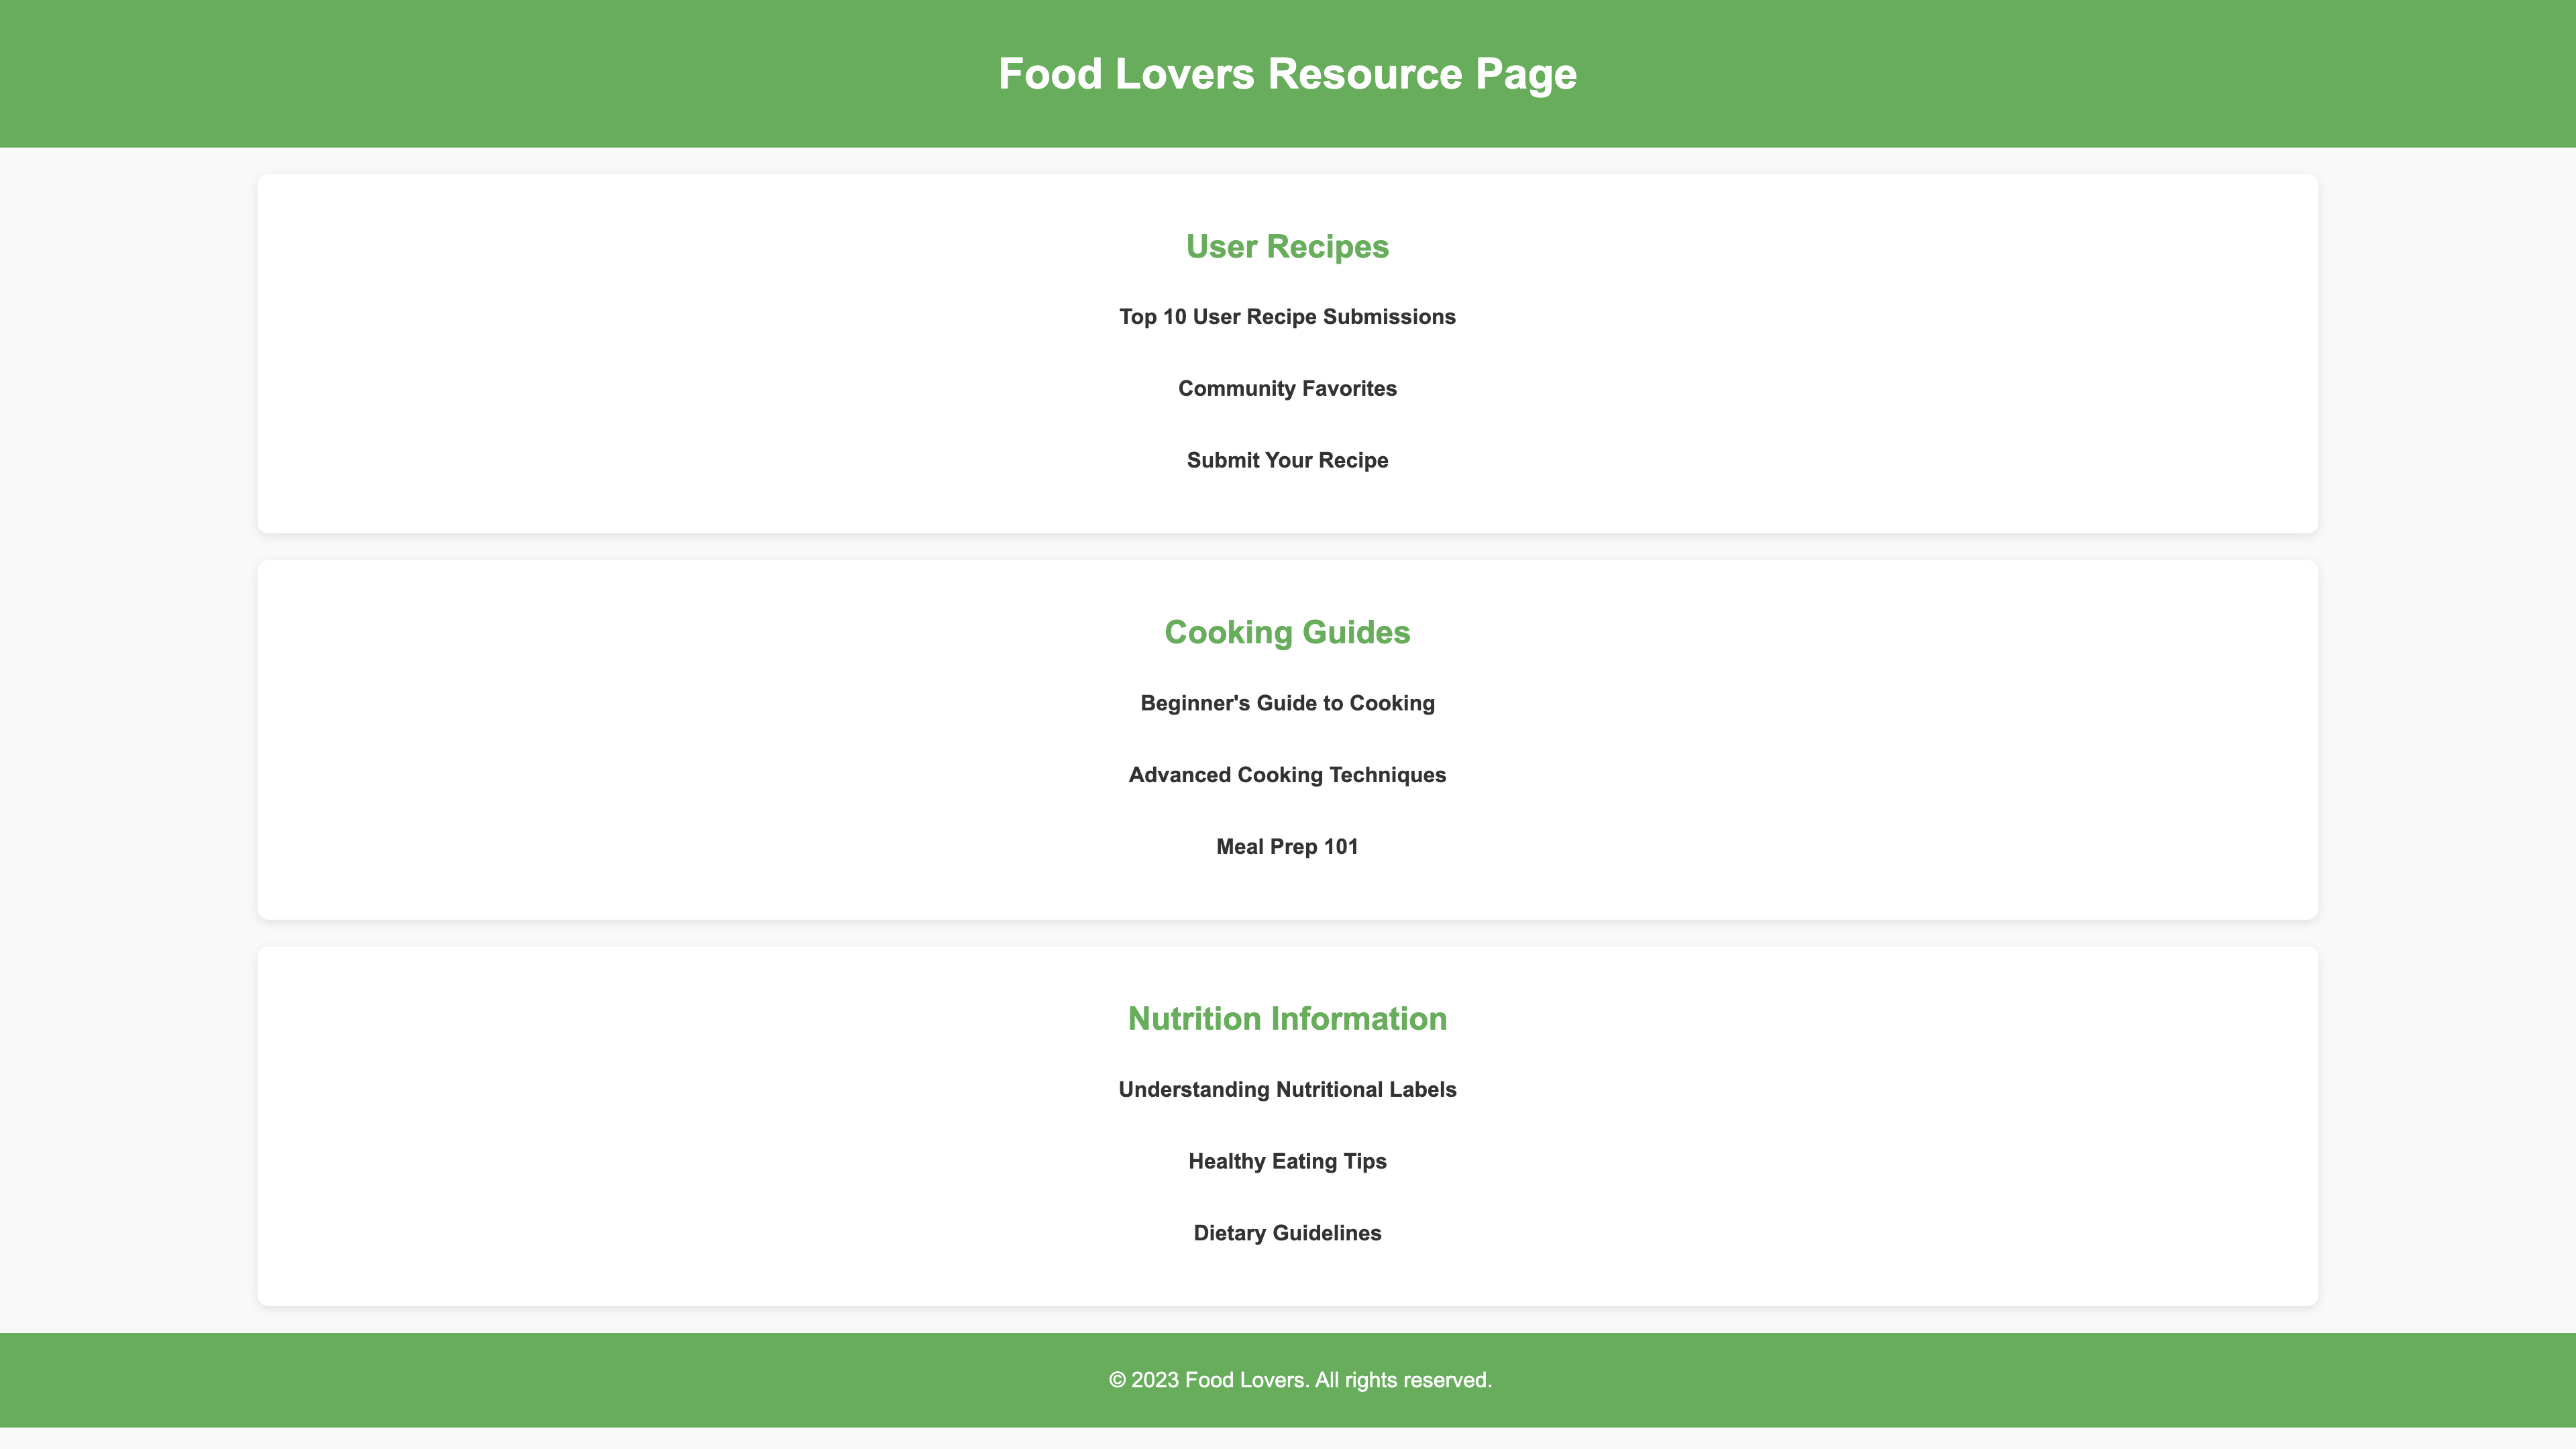 Food Lovers Resource Page
User Recipes
Top 10 User Recipe Submissions
Community Favorites
Submit Your Recipe
Cooking Guides
Beginner's Guide to Cooking
Advanced Cooking Techniques
Meal Prep 101
Nutrition Information
Understanding Nutritional Labels
Healthy Eating Tips
Dietary Guidelines
© 2023 Food Lovers. All rights reserved.